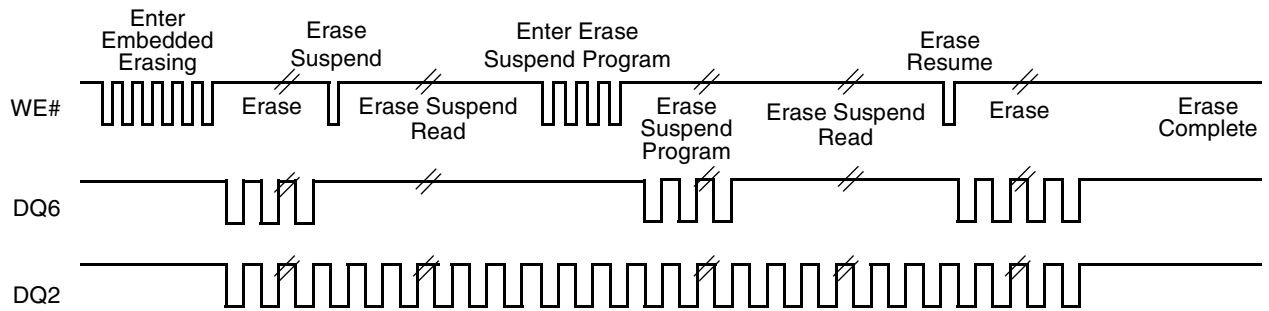 Enter
Embedded
Erasing
Erase
Suspend
Enter Erase
Suspend Program
Erase
Resume
WE#
Erase
Erase Suspend
Read
Erase
Suspend
Program
Erase Suspend
Read
Erase
Erase
Complete
DQ6
DQ2